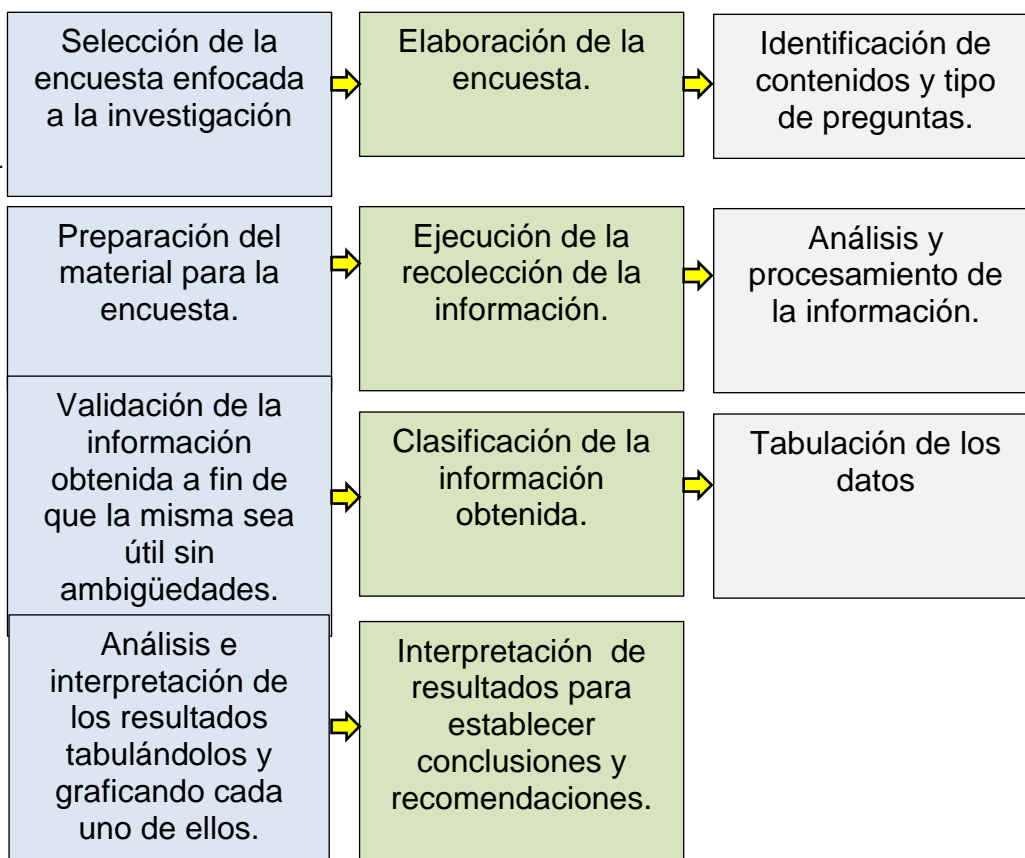 Selección de la
encuesta enfocada
a la investigación
Elaboración de la
encuesta.
Identificación de
contenidos y tipo
de preguntas.
Preparación del
material para la
encuesta.
Ejecución de la
recolección de la
información.
Análisis y
procesamiento de
la información.
Validación de la
información
obtenida a fin de
que la misma sea
útil sin
ambigüedades.
Clasificación de la
información
obtenida.
Tabulación de los
datos
Análisis e
interpretación de
los resultados
tabulándolos y
graficando cada
uno de ellos.
Interpretación de
resultados para
establecer
conclusiones y
recomendaciones.